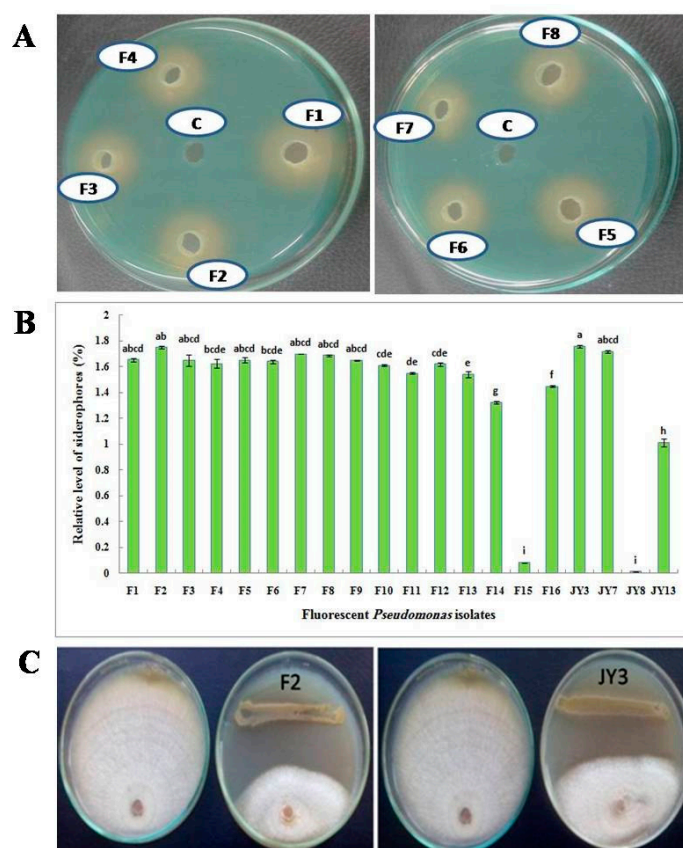 A
F4
F1
C
F3
F2
F8
F7
C
F6
F5
B
Relative level of siderophores (%)
2
1.8
1.6
1.4
1.2
1
0.8
0.6
0.4
0.2
0
abcd ab abcd bcde abcd bcde abcd abcd abcd cde de cde e g i f a abcd i h
F1 F2 F3 F4 F5 F6 F7 F8 F9 F10 F11 F12 F13 F14 F15 F16 JY3 JY7 JY8 JY13
Fluorescent Pseudomonas isolates
C
F2
JY3